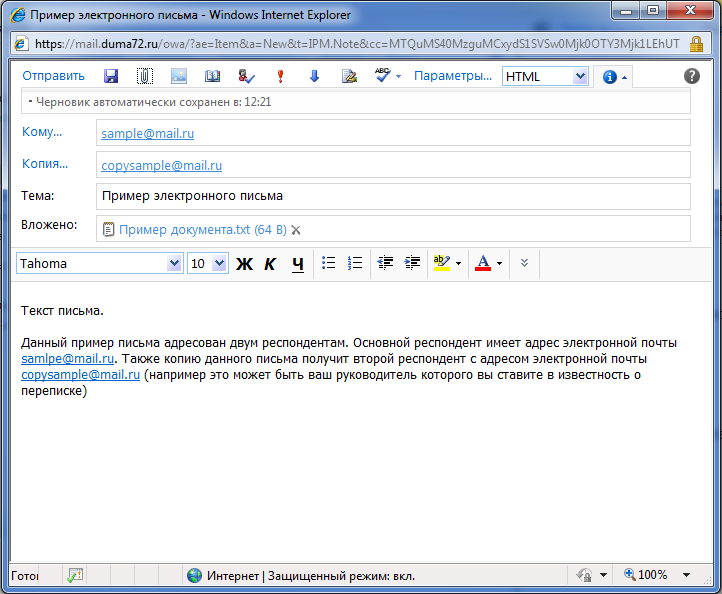 Пример электронного письма - Windows Internet Explorer
https://mail.duma72.ru/owa/?ae=Item&a=New&t=IPM.Note&cc=MTQuMS40MzguMCxydS1SVSw0Mjk0OTY3Mjk1LEhUT
Отправить ABC Параметры... HTML
- Черновик автоматически сохранен в: 12:21
Кому... sample@mail.ru
Копия... copysample@mail.ru
Тема: Пример электронного письма
Вложено: Пример документа.txt (64 B)
Tahoma 10 Ж К Ч ab A
Текст письма.
Данный пример письма адресован двум респондентам. Основной респондент имеет адрес электронной почты
samlpe@mail.ru. Также копию данного письма получит второй респондент с адресом электронной почты
copysample@mail.ru (например это может быть ваш руководитель которого вы ставите в известность о
переписке)
Готов Интернет | Защищенный режим: вкл. 100%